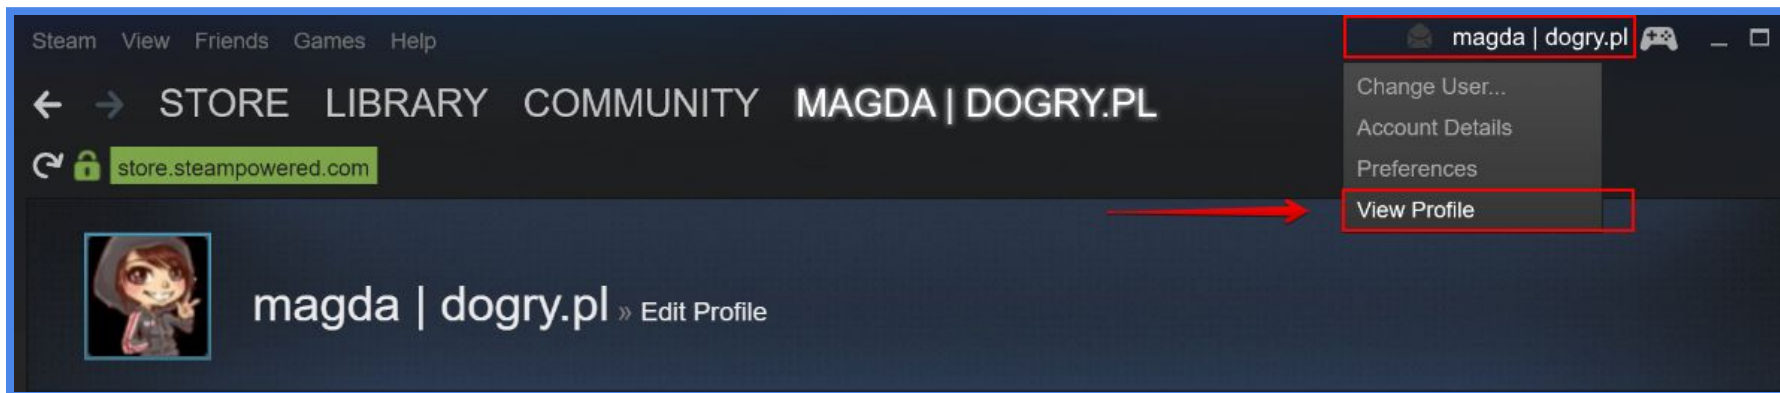 Steam View Friends Games Help
magda | dogry.pl
STORE LIBRARY COMMUNITY MAGDA | DOGRY.PL
store.steampowered.com
Change User...
Account Details
Preferences
View Profile
magda | dogry.pl » Edit Profile